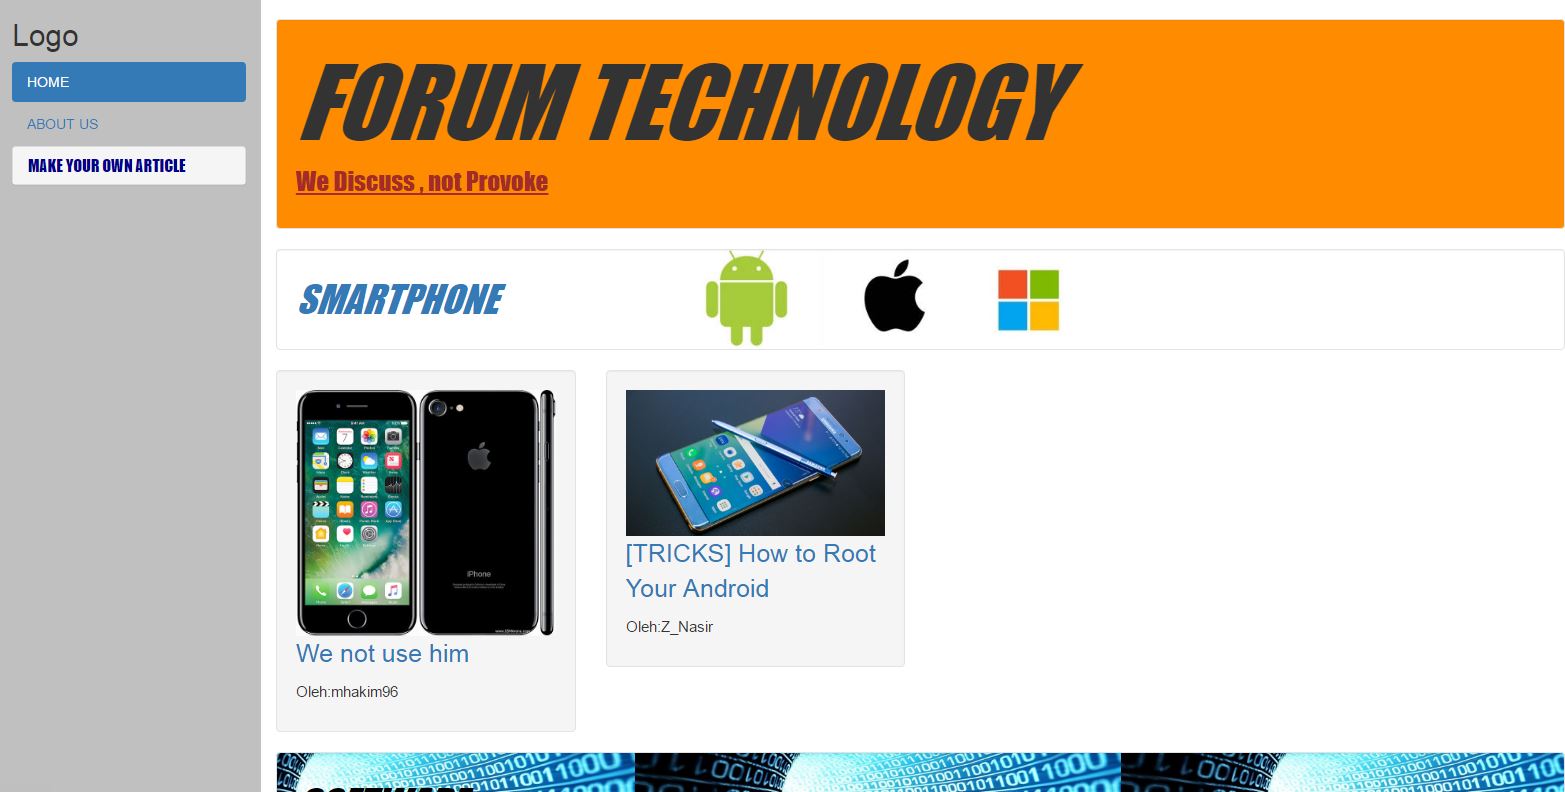 Logo
HOME
ABOUT US
MAKE YOUR OWN ARTICLE
FORUM TECHNOLOGY
We Discuss , not Provoke
SMARTPHONE
iPhone
We not use him
Oleh:mhakim96
[TRICKS] How to Root
Your Android
Oleh:Z_Nasir
SOFTWARE